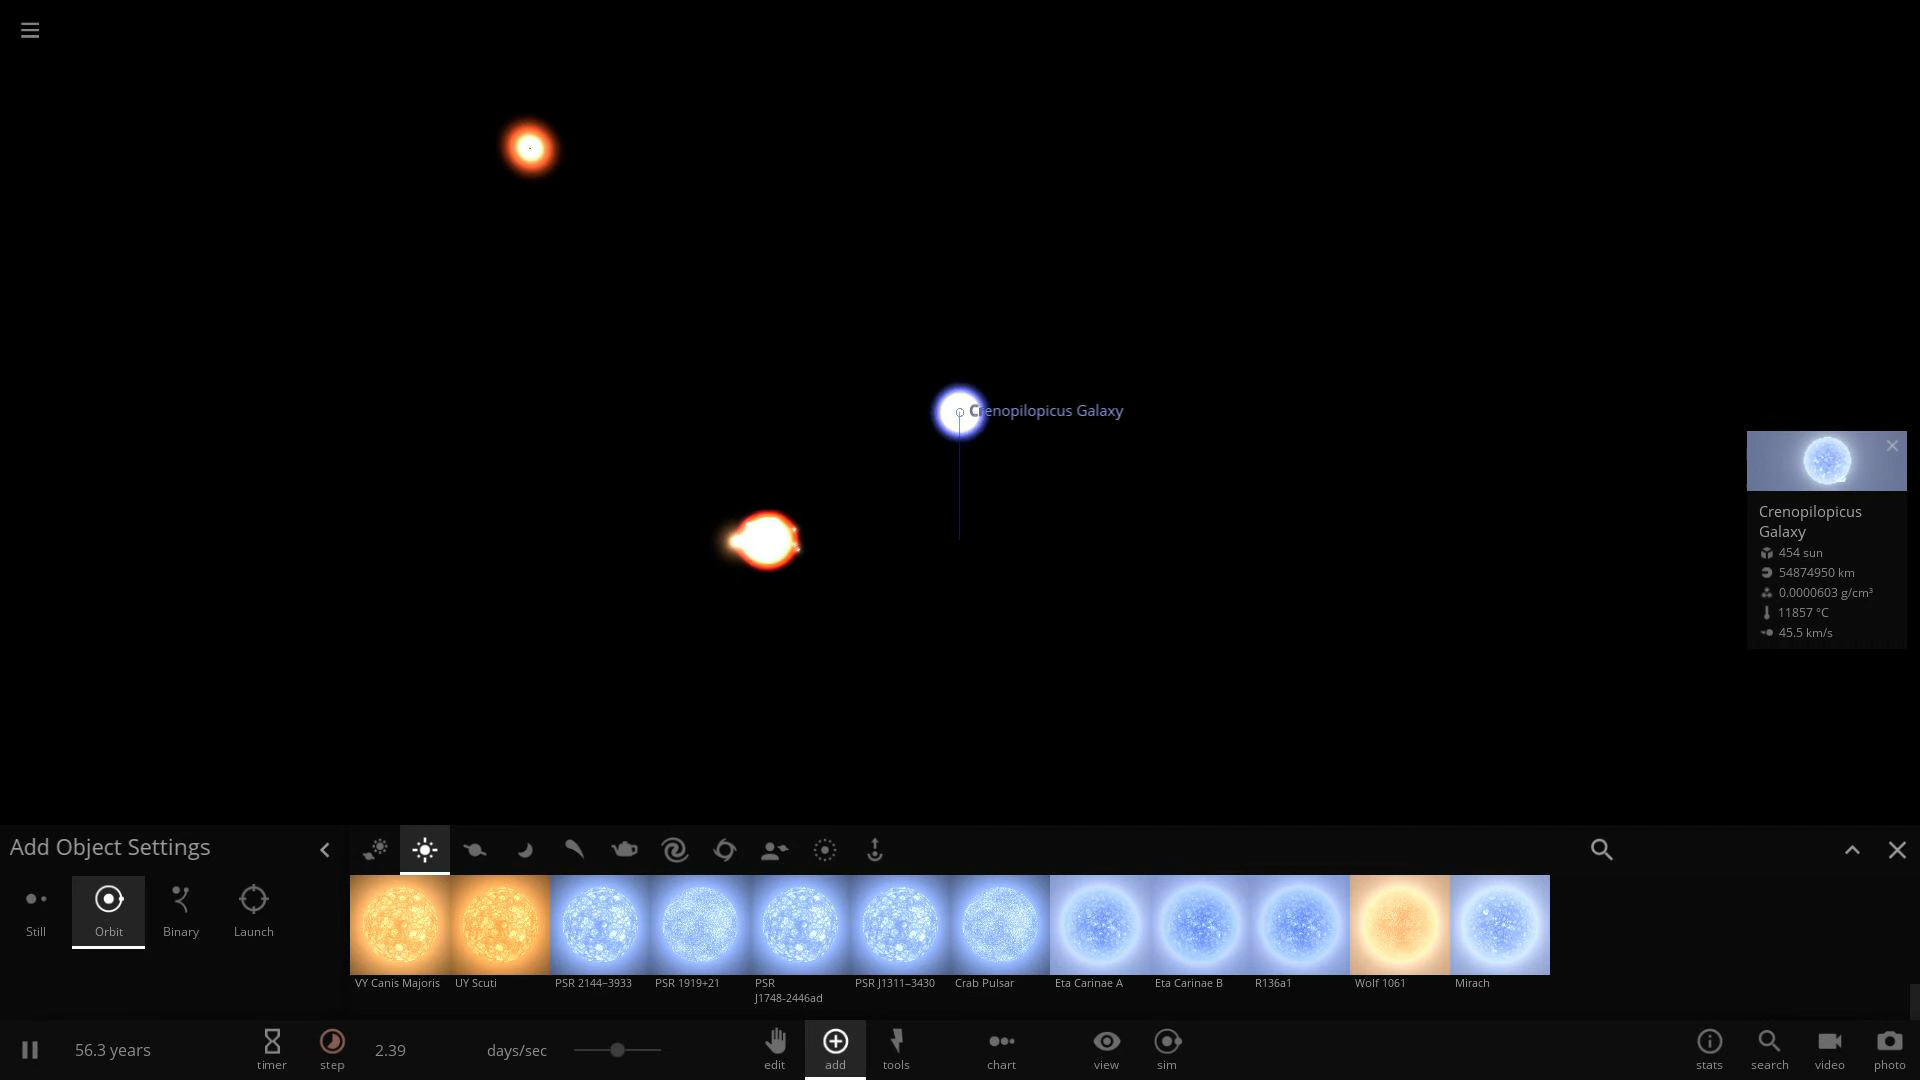 Crenopilopicus Galaxy
Crenopilopicus
Galaxy
454 sun
54874950 km
0.0000603 g/cm³
11857 °C
45.5 km/s
Add Object Settings
Still
Orbit
Binary
Launch
VY Canis Majoris
UY Scuti
PSR 2144−3933
PSR 1919+21
PSR
J1748-2446ad
PSR J1311−3430
Crab Pulsar
Eta Carinae A
Eta Carinae B
R136a1
Wolf 1061
Mirach
56.3 years
timer
step
2.39
days/sec
edit
add
tools
chart
view
sim
stats
search
video
photo